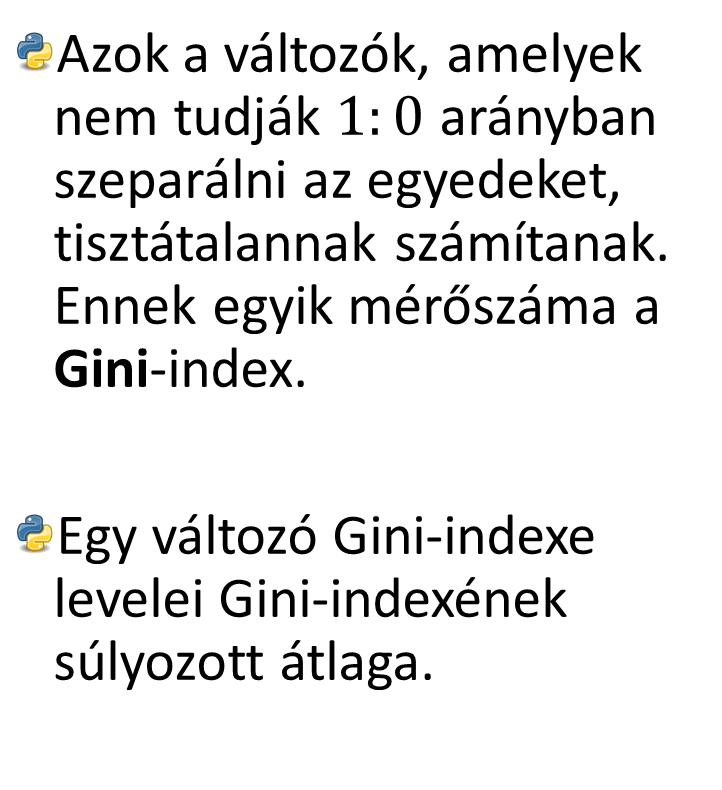 Azok a változók, amelyek
nem tudják 1: 0 arányban
szeparálni az egyedeket,
tisztátalannak számítanak.
Ennek egyik mérőszáma a
Gini-index.
Egy változó Gini-indexe
levelei Gini-indexének
súlyozott átlaga.